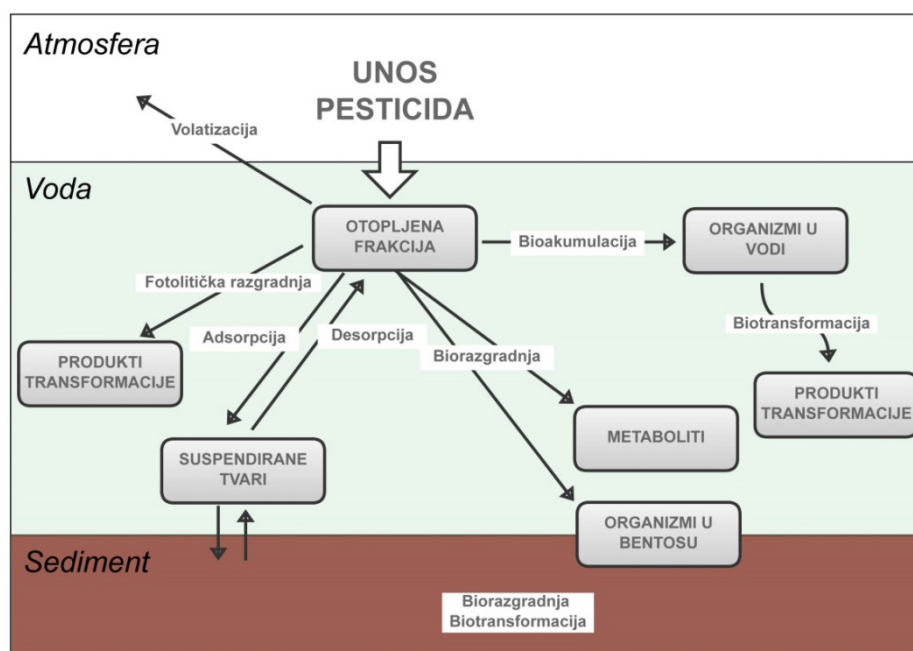 Atmosfera
UNOS
PESTICIDA
Volatizacija
Voda
OTOPLJENA
FRAKCIJA
Bioakumulacija
ORGANIZMI U
VODI
Fotolitička razgradnja
Adsorpcija
Desorpcija
Biorazgradnja
Biotransformacija
PRODUKTI
TRANSFORMACIJE
PRODUKTI
TRANSFORMACIJE
METABOLITI
SUSPENDIRANE
TVARI
ORGANIZMI U
BENTOSU
Sediment
Biorazgradnja
Biotransformacija